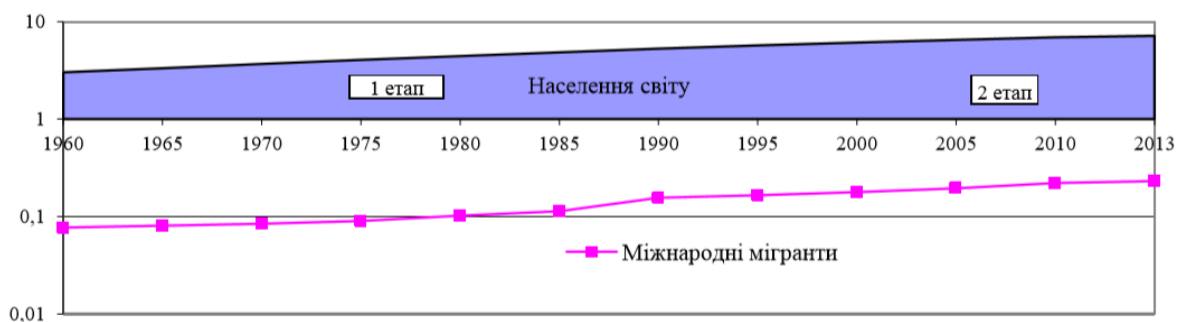 10
1 етап
Населення світу
2 етап
1
1960 1965 1970 1975 1980 1985 1990 1995 2000 2005 2010 2013
0,1
Міжнародні мігранти
0,01